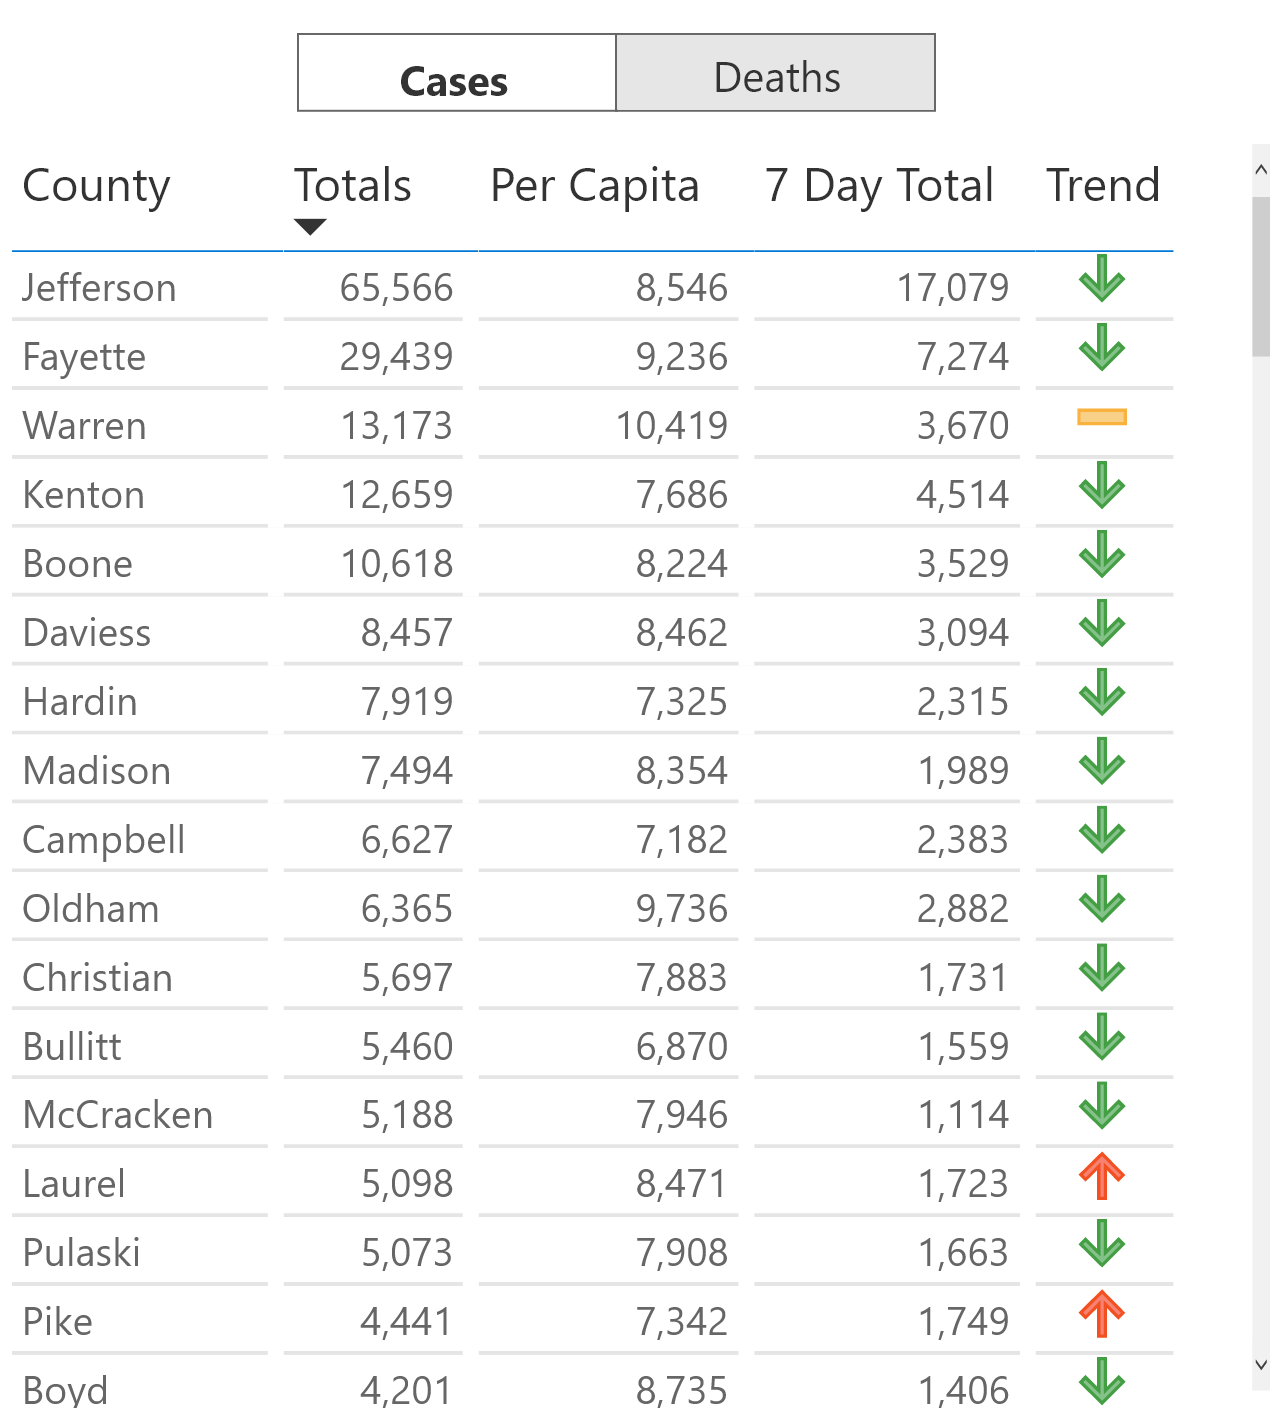 Cases Deaths
County Totals Per Capita 7 Day Total Trend
Jefferson 65,566 8,546 17,079
Fayette 29,439 9,236 7,274
Warren 13,173 10,419 3,670
Kenton 12,659 7,686 4,514
Boone 10,618 8,224 3,529
Daviess 8,457 8,462 3,094
Hardin 7,919 7,325 2,315
Madison 7,494 8,354 1,989
Campbell 6,627 7,182 2,383
Oldham 6,365 9,736 2,882
Christian 5,697 7,883 1,731
Bullitt 5,460 6,870 1,559
McCracken 5,188 7,946 1,114
Laurel 5,098 8,471 1,723
Pulaski 5,073 7,908 1,663
Pike 4,441 7,342 1,749
Boyd 4,201 8,735 1,406